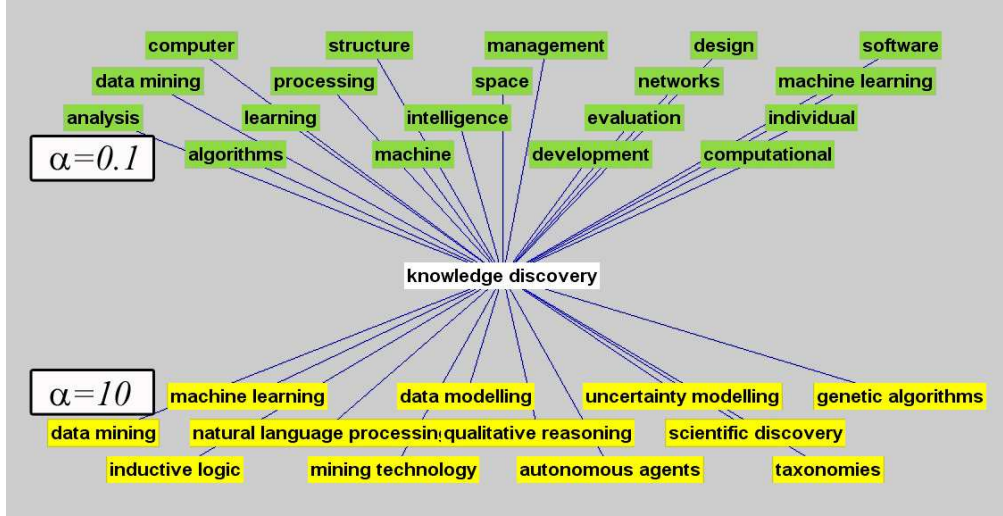 computer structure management design software
data mining processing space networks machine learning
analysis learning intelligence evaluation individual
α=0.1 algorithms machine development computational
knowledge discovery
α=10 machine learning data modelling uncertainty modelling genetic algorithms
data mining natural language processing qualitative reasoning scientific discovery
inductive logic mining technology autonomous agents taxonomies